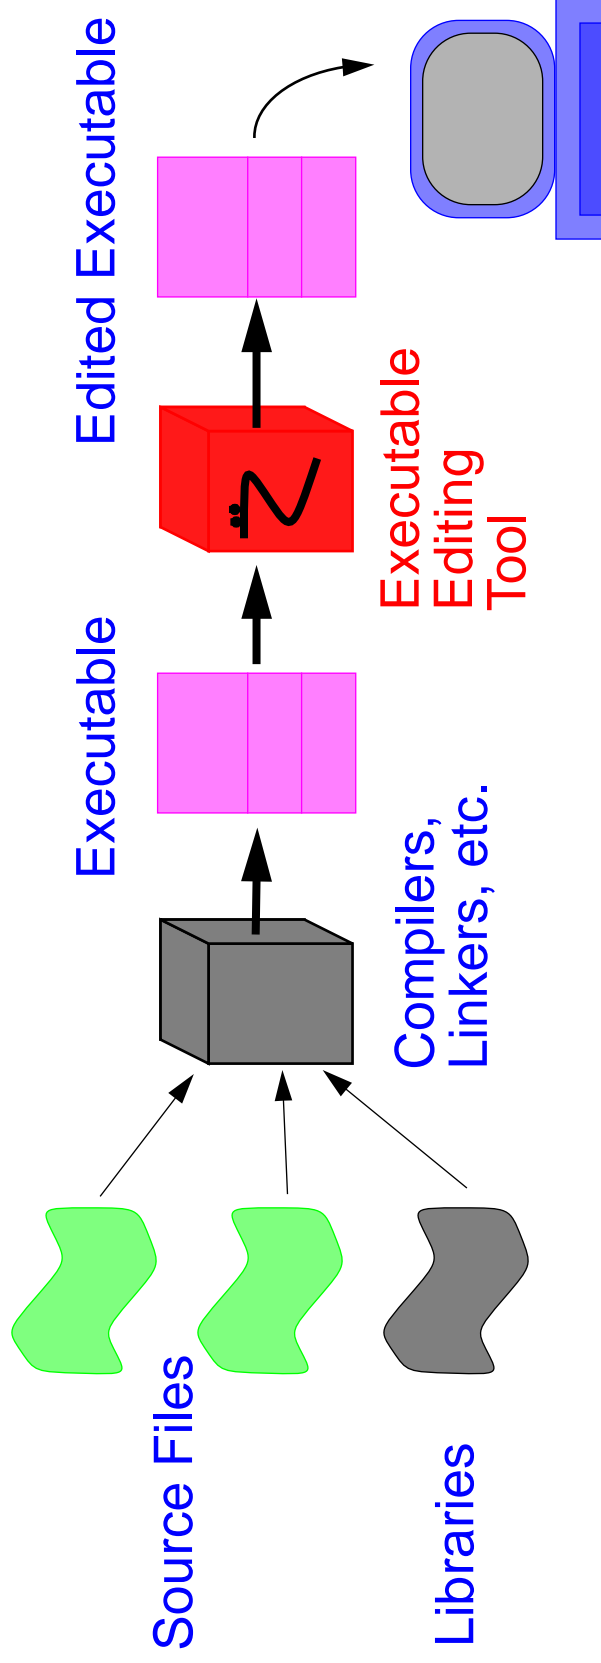 Source Files
Libraries
Compilers,
Linkers, etc.
Executable
Executable
Editing
Tool
Edited Executable